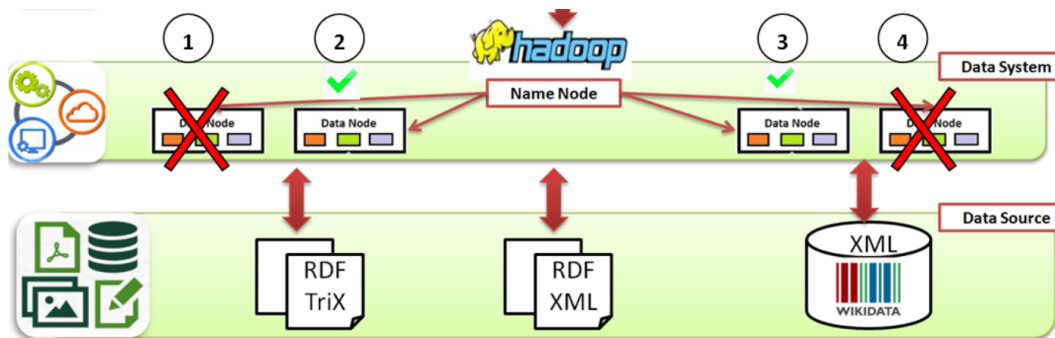 1
2
hadoop
3
4
Data System
Name Node
Data Node
Data Node
Data Node
Data Node
Data Source
RDF
TriX
RDF
XML
XML
WIKIDATA